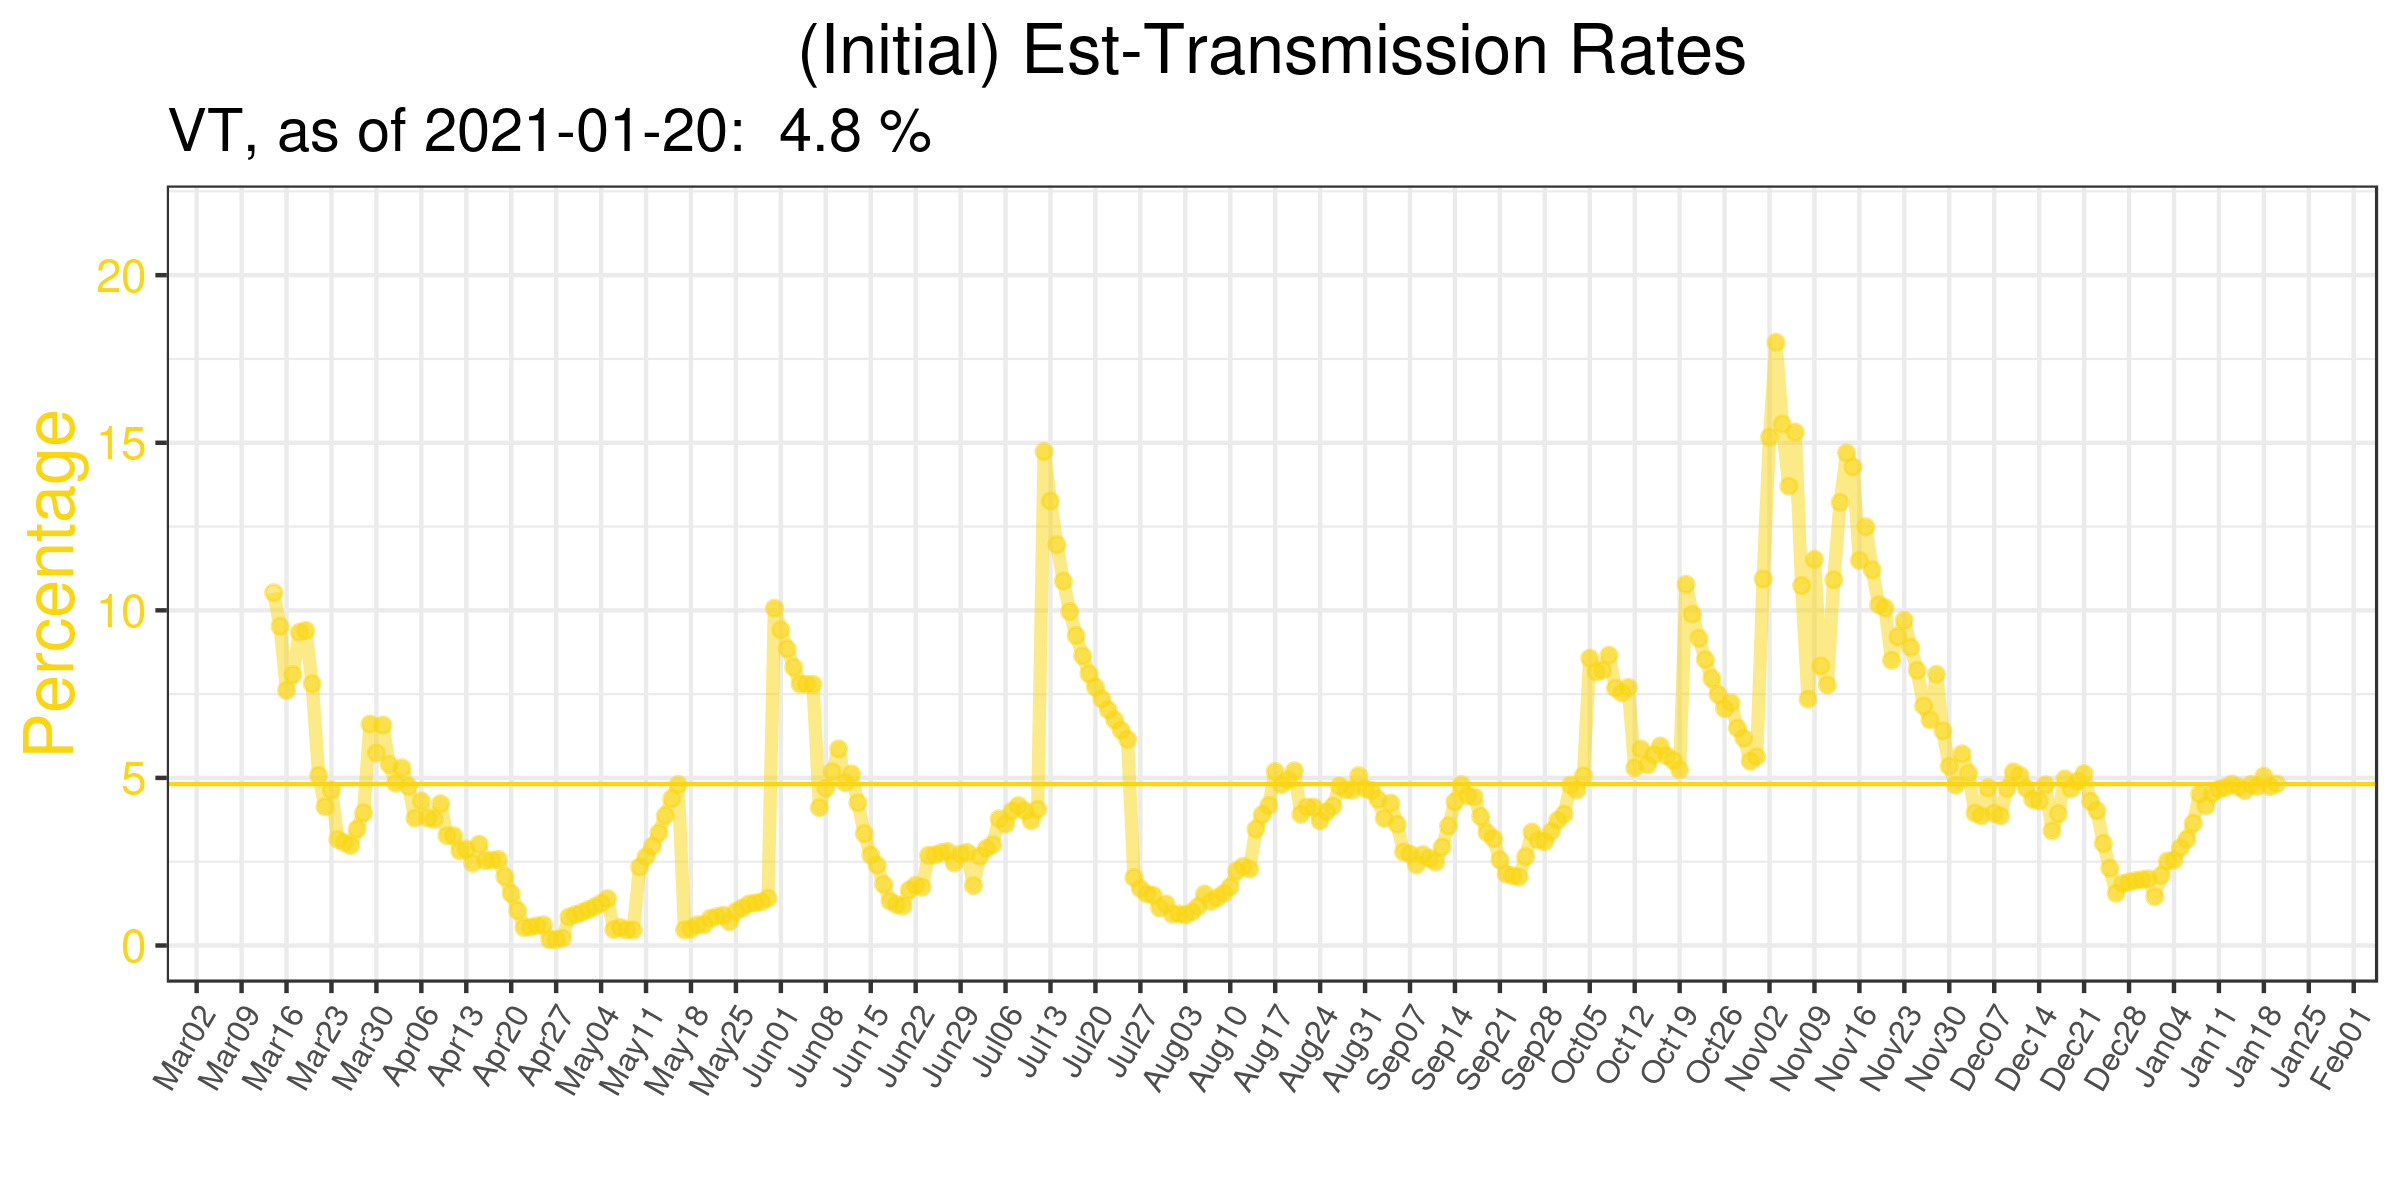 (Initial) Est-Transmission Rates
VT, as of 2021-01-20:  4.8 %
Percentage
20
15
10
5
0
Mar02 Mar09 Mar16 Mar23 Mar30 Apr06 Apr13 Apr20 Apr27 May04 May11 May18 May25 Jun01 Jun08 Jun15 Jun22 Jun29 Jul06 Jul13 Jul20 Jul27 Aug03 Aug10 Aug17 Aug24 Aug31 Sep07 Sep14 Sep21 Sep28 Oct05 Oct12 Oct19 Oct26 Nov02 Nov09 Nov16 Nov23 Nov30 Dec07 Dec14 Dec21 Dec28 Jan04 Jan11 Jan18 Jan25 Feb01